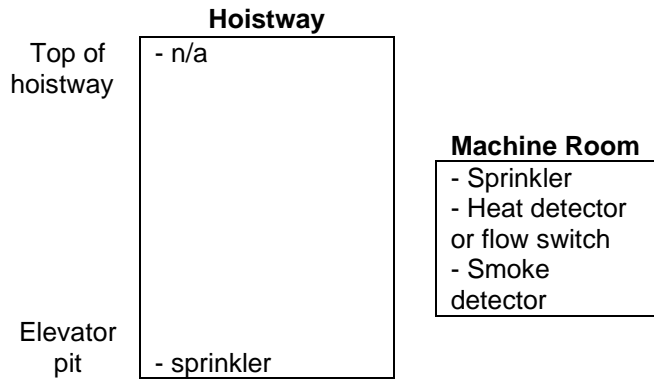 Hoistway
Top of
hoistway
- n/a
Machine Room
- Sprinkler
- Heat detector
or flow switch
- Smoke
detector
Elevator
pit
- sprinkler